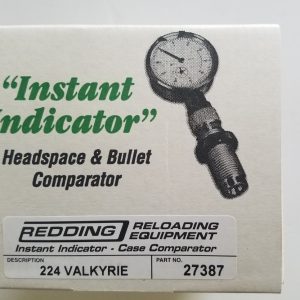 "Instant
Indicator"
Headspace & Bullet
Comparator
REDDING RELOADING
EQUIPMENT
Instant Indicator - Case Comparator
DESCRIPTION PART NO.
224 VALKYRIE 27387